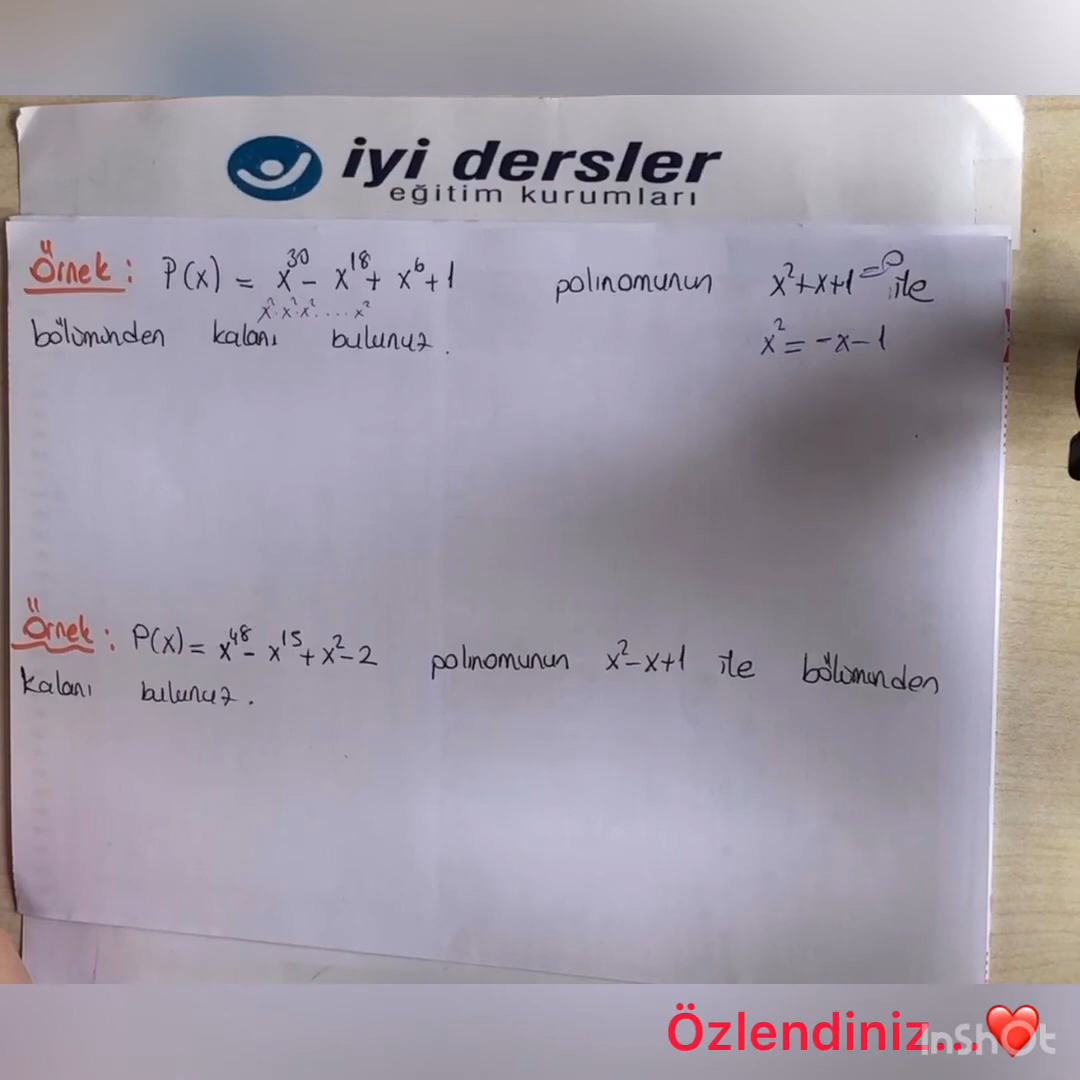 iyi dersler
eğitim kurumları
Örnek: P(x) = x³⁰ - x¹⁸ + x⁶ + 1 polinomunun x²+x+1=0 ile
x²·x²·x²....x²
bölümünden kalanı bulunuz. x² = -x-1
Örnek: P(x) = x⁴⁸ - x¹⁵ + x² - 2 polinomunun x²-x+1 ile bölümünden
kalanı bulunuz.
Özlendiniz...❤️
InShOt